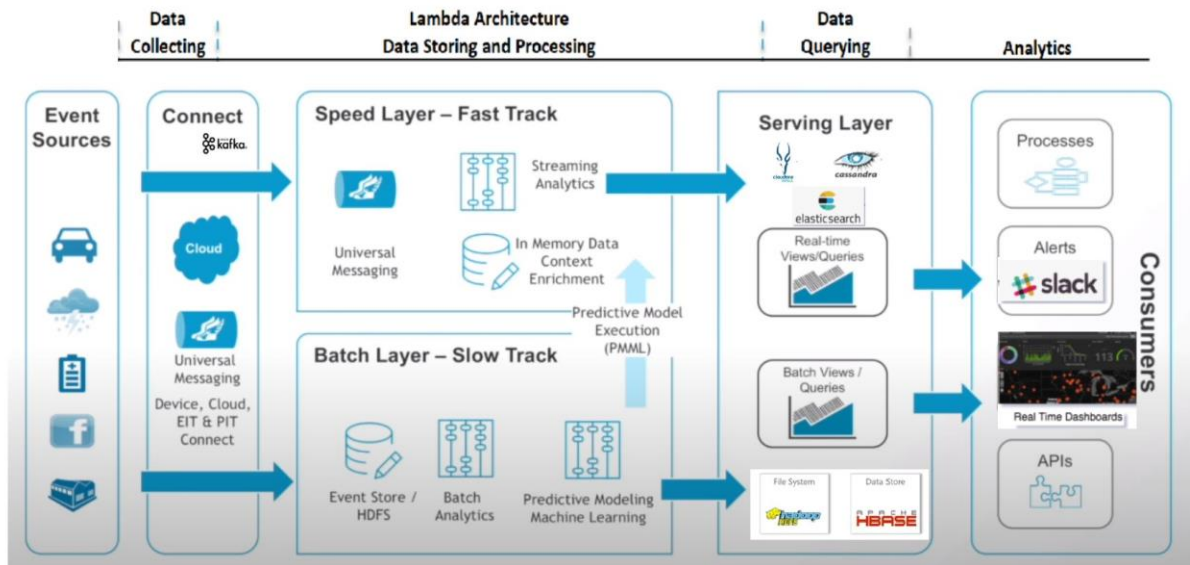 Data
Collecting
Lambda Architecture
Data Storing and Processing
Data
Querying
Analytics
Event
Sources
Connect
kafka.
Cloud
Universal
Messaging
Device, Cloud,
EIT & PIT
Connect
Speed Layer – Fast Track
Universal
Messaging
Streaming
Analytics
In Memory Data
Context
Enrichment
Predictive Model
Execution
(PMML)
Batch Layer – Slow Track
Event Store /
HDFS
Batch
Analytics
Predictive Modeling
Machine Learning
Serving Layer
cassandra
elasticsearch
Real-time
Views/Queries
Batch Views /
Queries
File System
hadoop
Data Store
APACHE
HBASE
Processes
Alerts
slack
113
Real Time Dashboards
APIs
Consumers